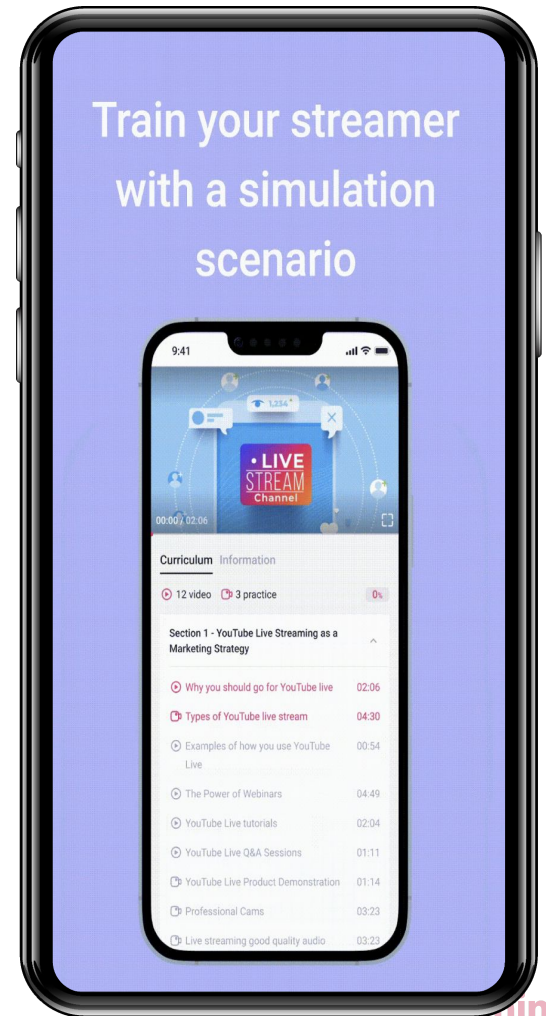 Train your streamer
with a simulation
scenario
9:41
1,234
• LIVE
STREAM
Channel
00:00 / 02:06
Curriculum Information
12 video 3 practice 0%
Section 1 - YouTube Live Streaming as a
Marketing Strategy
Why you should go for YouTube live 02:06
Types of YouTube live stream 04:30
Examples of how you use YouTube 00:54
Live
The Power of Webinars 04:49
YouTube Live tutorials 02:04
YouTube Live Q&A Sessions 01:11
YouTube Live Product Demonstration 01:14
Professional Cams 03:23
Live streaming good quality audio 03:23